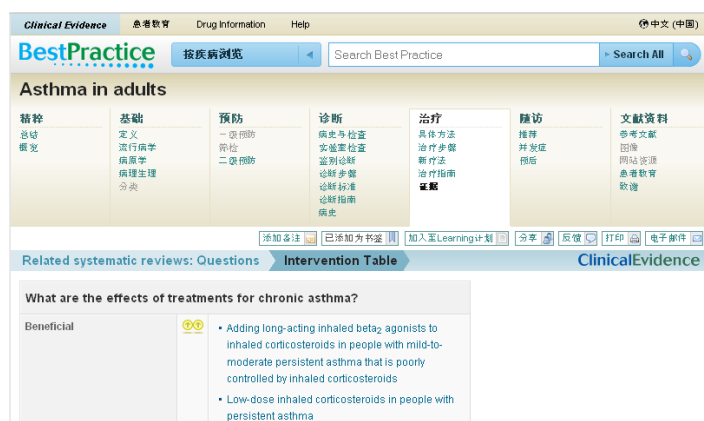 Clinical Evidence 患者教育 Drug Information Help 中文 (中国)
BestPractice 按疾病浏览 Search Best Practice Search All
Asthma in adults
精粹 基础 预防 诊断 治疗 随访 文献资料
总结 定义 一级预防 病史与检查 具体方法 推荐 参考文献
概览 流行病学 筛检 实验室检查 治疗步骤 并发症 图像
病原学 二级预防 鉴别诊断 新疗法 预后 网站资源
病理生理 诊断步骤 治疗指南 患者教育
分类 诊断标准 证据 致谢
诊断指南
病史
添加备注 已添加为书签 加入至Learning计划 分享 反馈 打印 电子邮件
Related systematic reviews: Questions Intervention Table ClinicalEvidence
What are the effects of treatments for chronic asthma?
Beneficial • Adding long-acting inhaled beta₂ agonists to
inhaled corticosteroids in people with mild-to-
moderate persistent asthma that is poorly
controlled by inhaled corticosteroids
• Low-dose inhaled corticosteroids in people with
persistent asthma